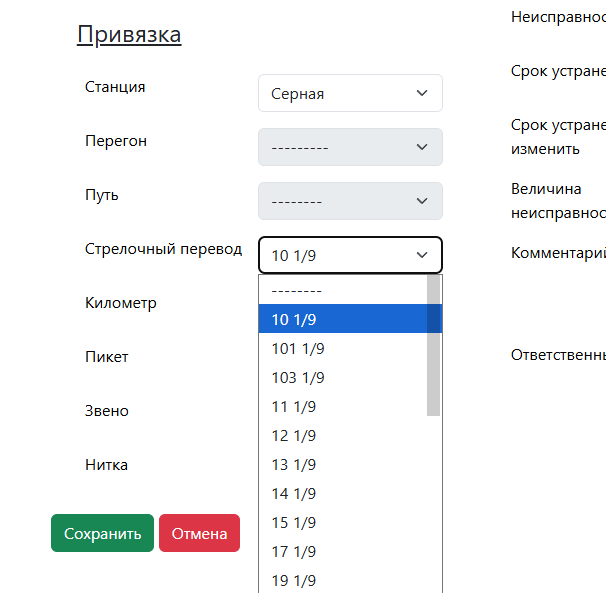 Привязка
Станция
Серная
Перегон
---------
Путь
--------
Стрелочный перевод
10 1/9
--------
10 1/9
101 1/9
103 1/9
11 1/9
12 1/9
13 1/9
14 1/9
15 1/9
17 1/9
19 1/9
Километр
Пикет
Звено
Нитка
Сохранить
Отмена
Неисправнос
Срок устране
Срок устране
изменить
Величина
неисправнос
Комментарий
Ответственны